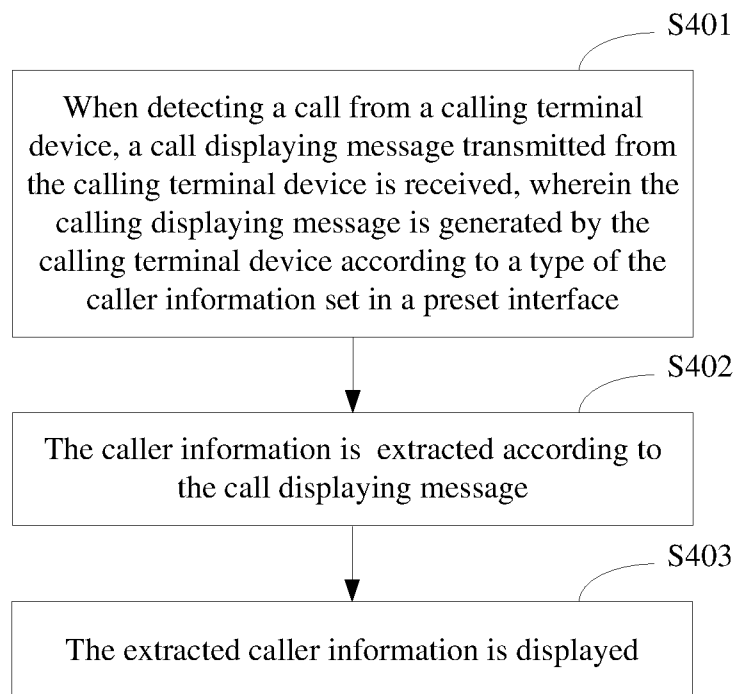 S401
When detecting a call from a calling terminal
device, a call displaying message transmitted from
the calling terminal device is received, wherein the
calling displaying message is generated by the
calling terminal device according to a type of the
caller information set in a preset interface
S402
The caller information is extracted according to
the call displaying message
S403
The extracted caller information is displayed